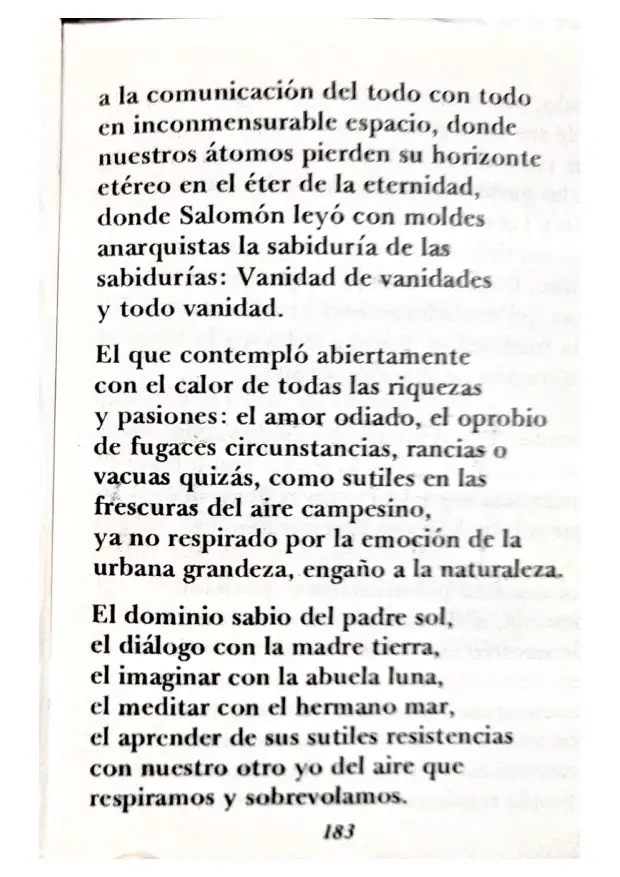 a la comunicación del todo con todo
en inconmensurable espacio, donde
nuestros átomos pierden su horizonte
etéreo en el éter de la eternidad,
donde Salomón leyó con moldes
anarquistas la sabiduría de las
sabidurías: Vanidad de vanidades
y todo vanidad.
El que contempló abiertamente
con el calor de todas las riquezas
y pasiones: el amor odiado, el oprobio
de fugaces circunstancias, rancias o
vacuas quizás, como sutiles en las
frescuras del aire campesino,
ya no respirado por la emoción de la
urbana grandeza, engaño a la naturaleza.
El dominio sabio del padre sol,
el diálogo con la madre tierra,
el imaginar con la abuela luna,
el meditar con el hermano mar,
el aprender de sus sutiles resistencias
con nuestro otro yo del aire que
respiramos y sobrevolamos.
183